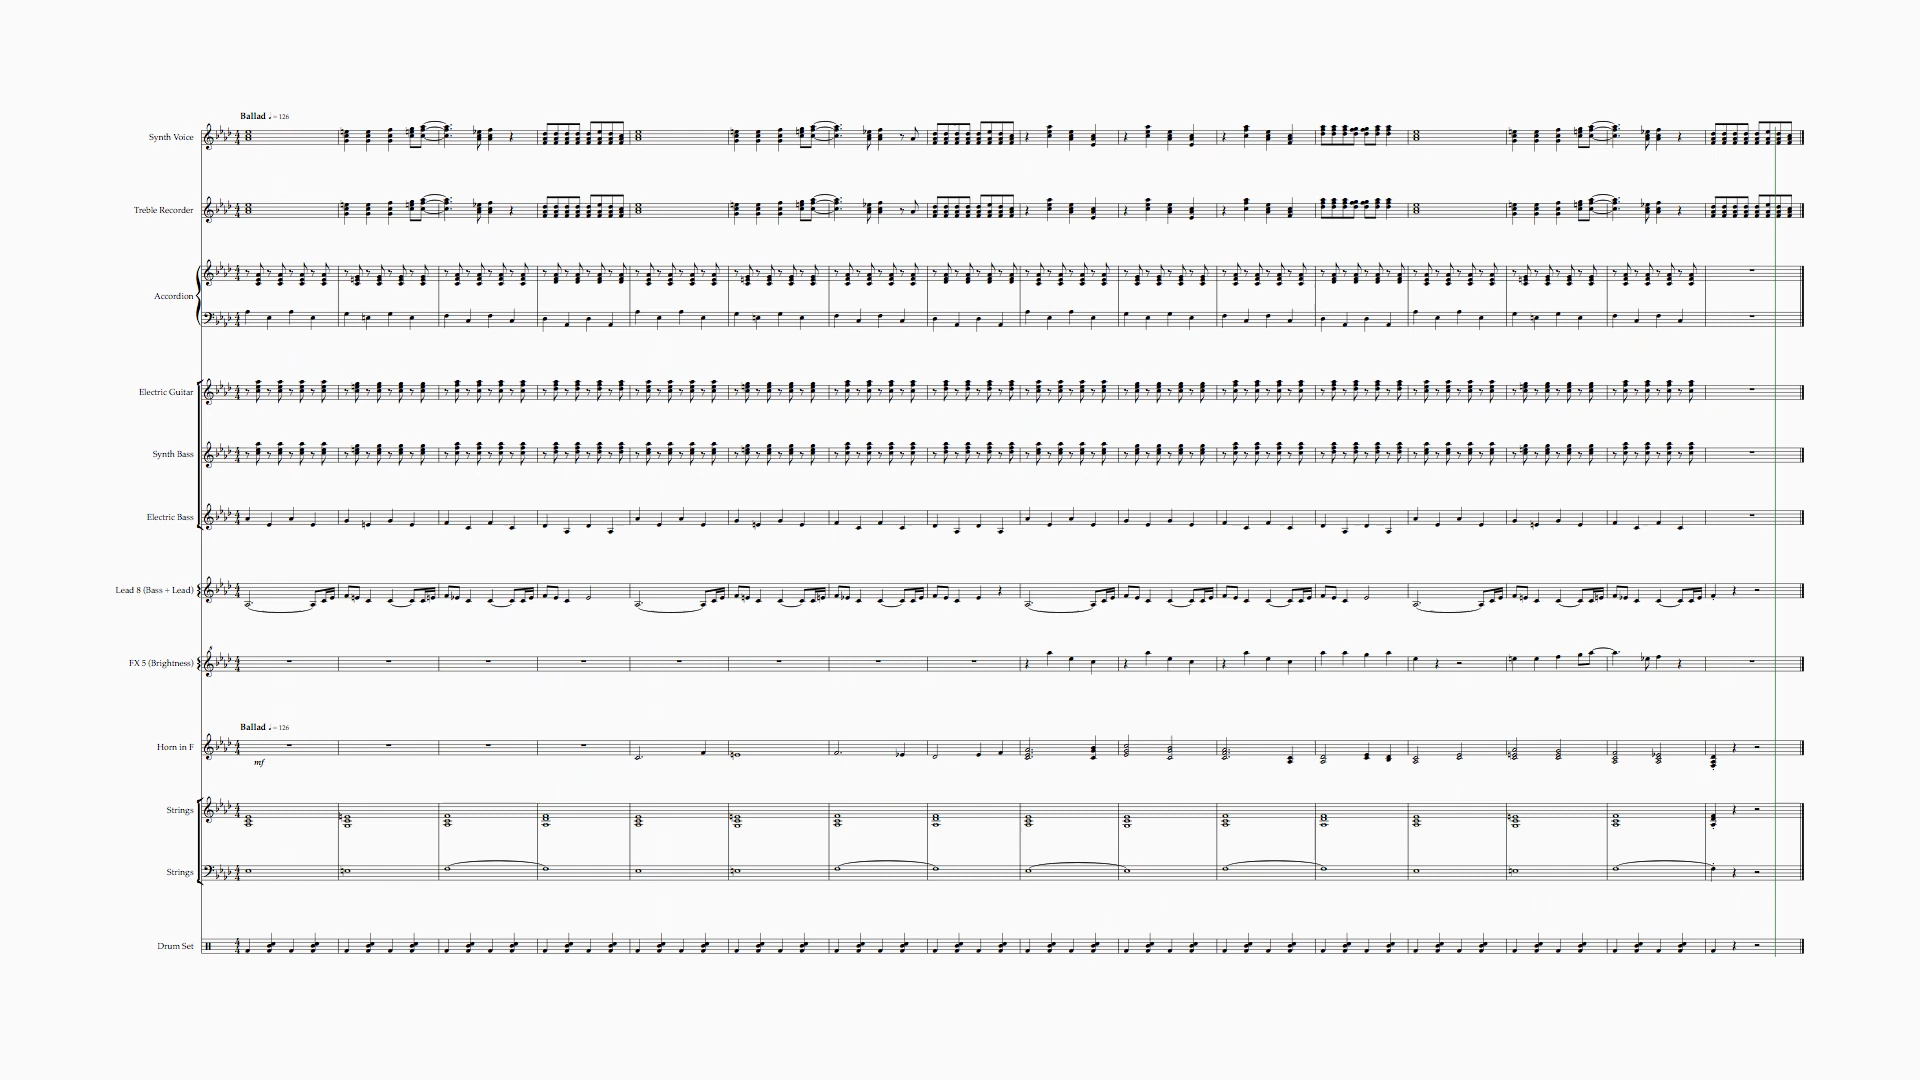 Ballad ♩ = 126
Synth Voice
Treble Recorder
Accordion
Electric Guitar
Synth Bass
Electric Bass
Lead 8 (Bass + Lead)
FX 5 (Brightness)
Ballad ♩ = 126
Horn in F
mf
Strings
Strings
Drum Set